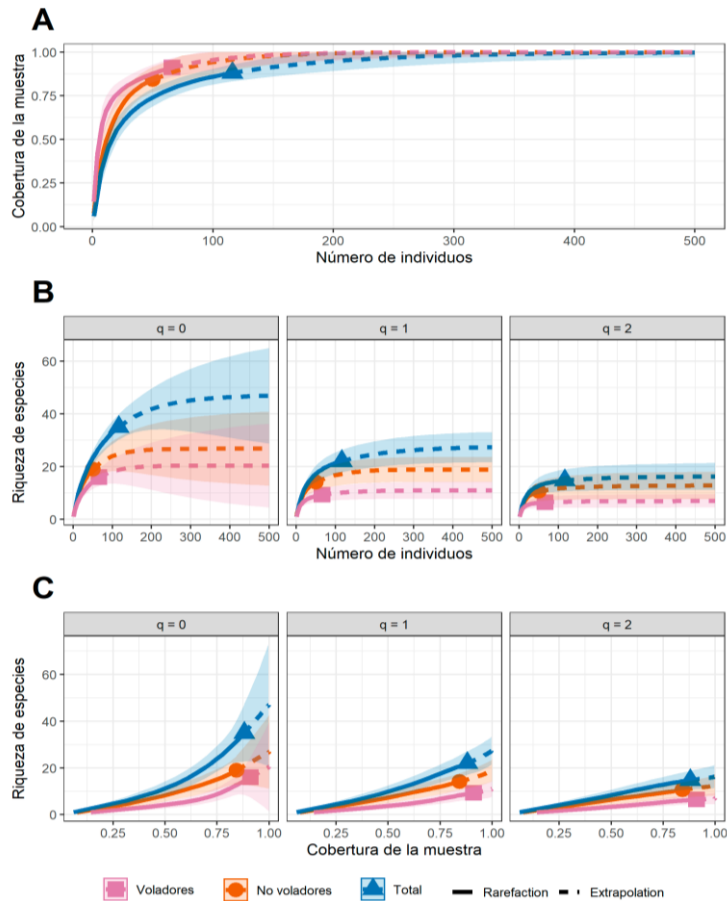 A
Cobertura de la muestra
1.00
0.75
0.50
0.25
0.00
0 100 200 300 400 500
Número de individuos
B
q = 0 q = 1 q = 2
Riqueza de especies
60
40
20
0
0 100 200 300 400 500 0 100 200 300 400 500 0 100 200 300 400 500
Número de individuos
C
q = 0 q = 1 q = 2
Riqueza de especies
60
40
20
0
0.25 0.50 0.75 1.00 0.25 0.50 0.75 1.00 0.25 0.50 0.75 1.00
Cobertura de la muestra
Voladores No voladores Total Rarefaction Extrapolation